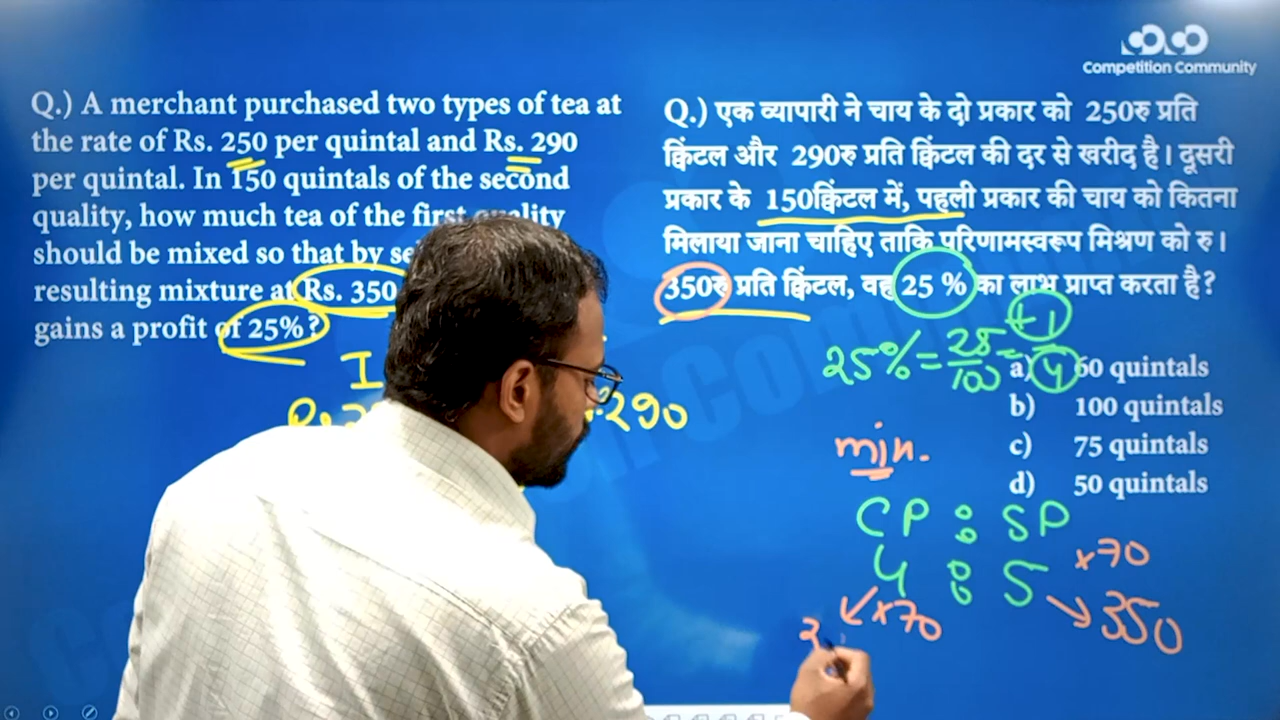 Competition Community
Q.) A merchant purchased two types of tea at
the rate of Rs. 250 per quintal and Rs. 290
per quintal. In 150 quintals of the second
quality, how much tea of the first quality
should be mixed so that by
resulting mixture at Rs. 350
gains a profit of 25%?
I
290
Q.) एक व्यापारी ने चाय के दो प्रकार को 250रु प्रति
क्विंटल और 290रु प्रति क्विंटल की दर से खरीद है। दूसरी
प्रकार के 150क्विंटल में, पहली प्रकार की चाय को कितना
मिलाया जाना चाहिए ताकि परिणामस्वरूप मिश्रण को रु।
350रु प्रति क्विंटल, वह 25 % का लाभ प्राप्त करता है?
25% = 25/100 = +1/4
a) 60 quintals
b) 100 quintals
c) 75 quintals
d) 50 quintals
min.
CP : SP
4 : 5 ×70
×70 350
2